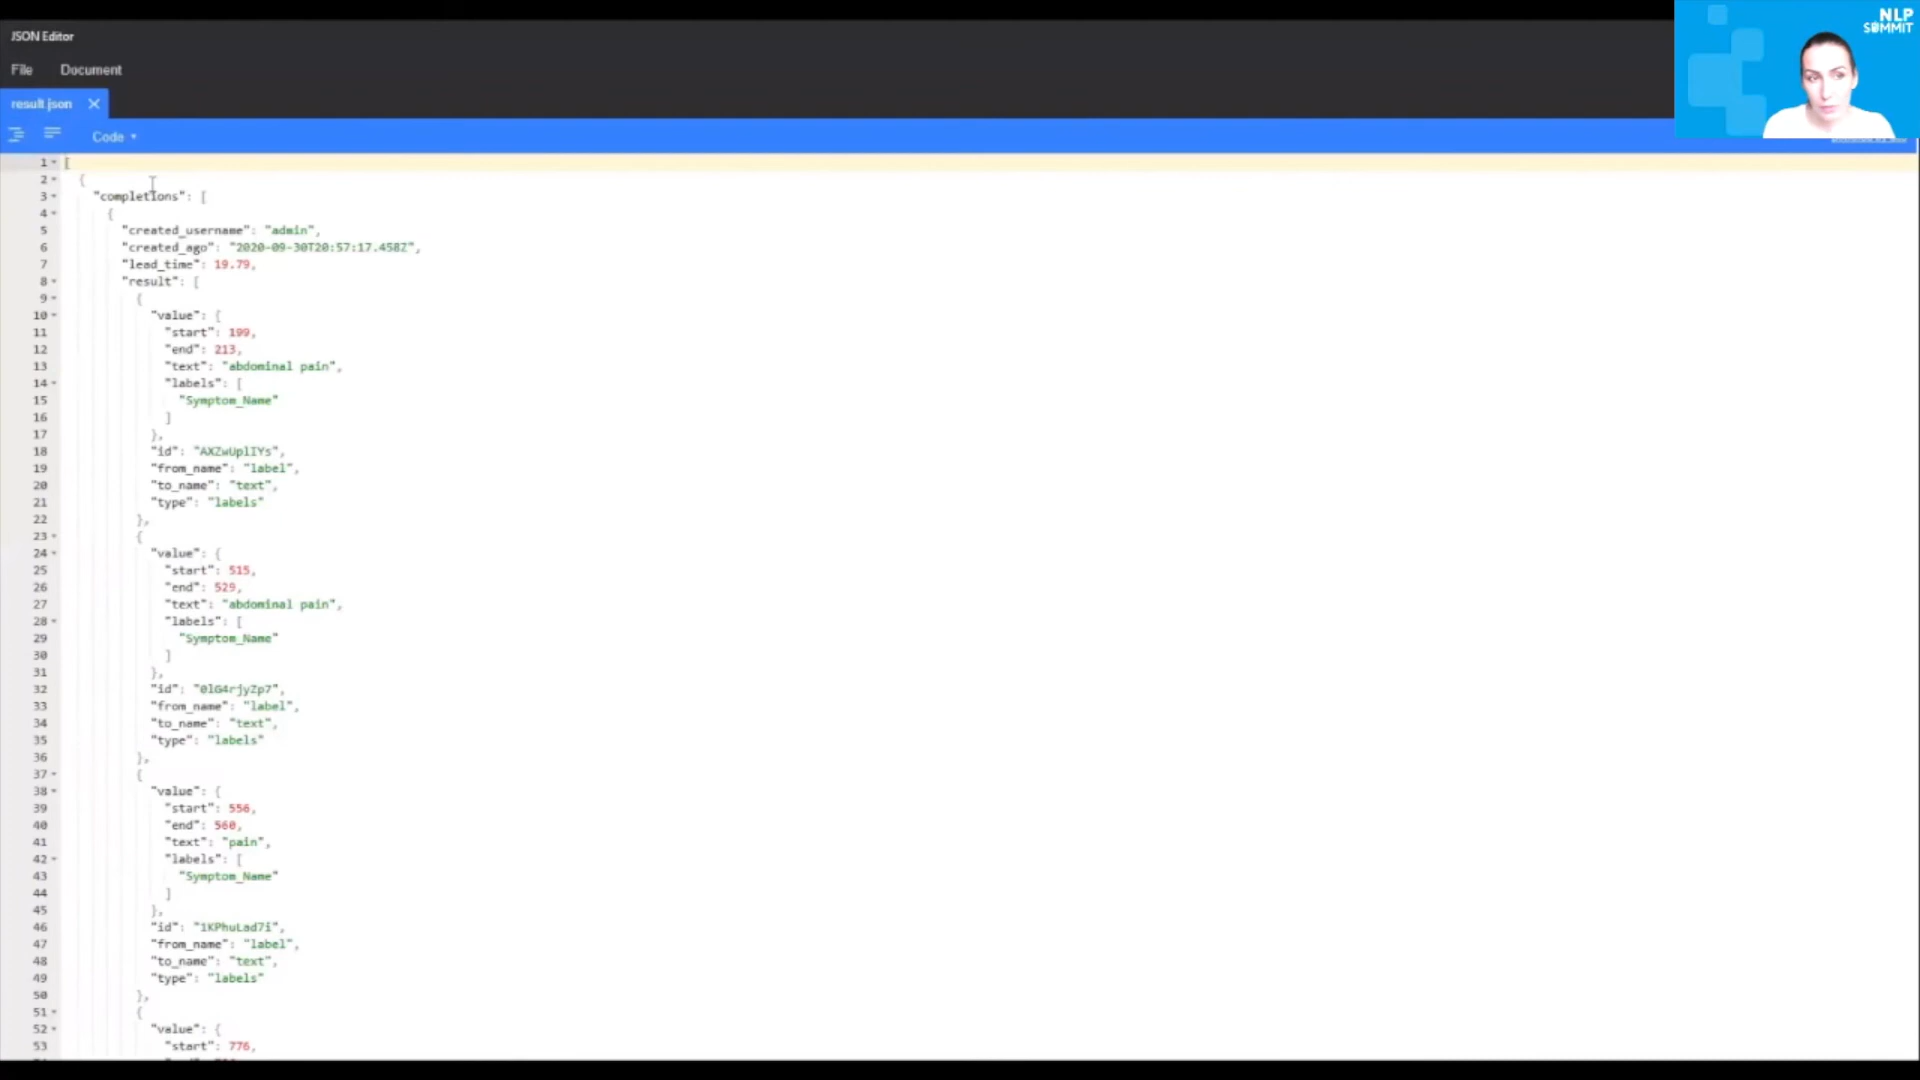 JSON Editor
File Document
result.json ✕
Code
NLP
SUMMIT
1 [
2 {
3 "completions": [
4 {
5 "created_username": "admin",
6 "created_ago": "2020-09-30T20:57:17.458Z",
7 "lead_time": 19.79,
8 "result": [
9 {
10 "value": {
11 "start": 199,
12 "end": 213,
13 "text": "abdominal pain",
14 "labels": [
15 "Symptom_Name"
16 ]
17 },
18 "id": "AXZwUplIYs",
19 "from_name": "label",
20 "to_name": "text",
21 "type": "labels"
22 },
23 {
24 "value": {
25 "start": 515,
26 "end": 529,
27 "text": "abdominal pain",
28 "labels": [
29 "Symptom_Name"
30 ]
31 },
32 "id": "0lG4rjyZp7",
33 "from_name": "label",
34 "to_name": "text",
35 "type": "labels"
36 },
37 {
38 "value": {
39 "start": 556,
40 "end": 560,
41 "text": "pain",
42 "labels": [
43 "Symptom_Name"
44 ]
45 },
46 "id": "1KPhuLad7i",
47 "from_name": "label",
48 "to_name": "text",
49 "type": "labels"
50 },
51 {
52 "value": {
53 "start": 776,